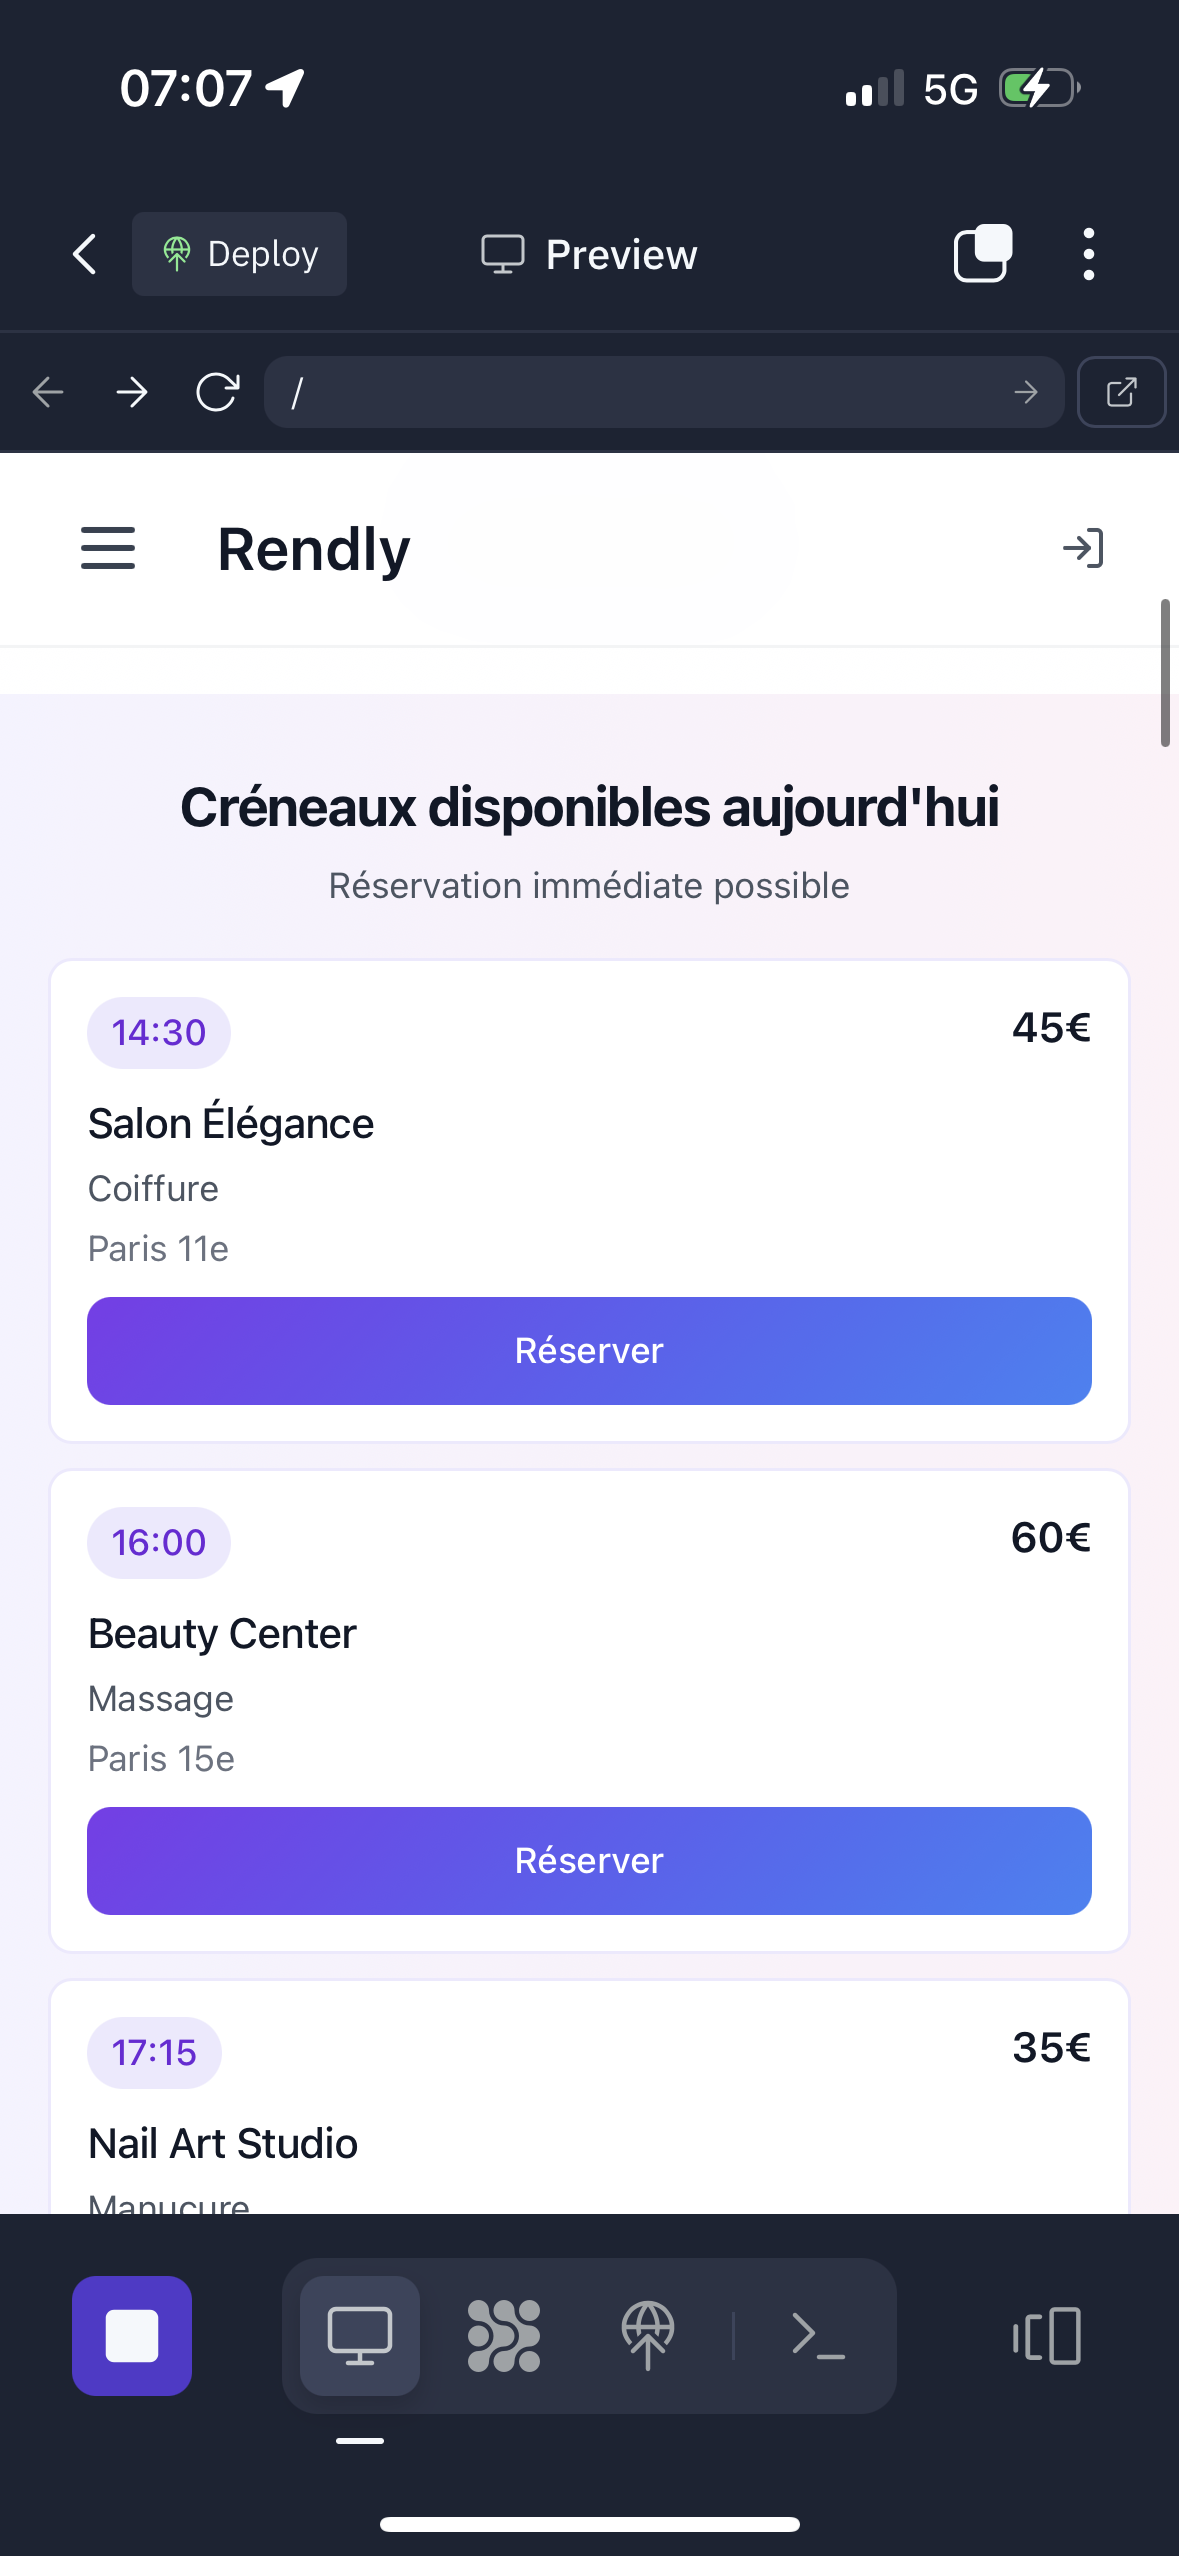 07:07
5G
Deploy
Preview
/
Rendly
Créneaux disponibles aujourd'hui
Réservation immédiate possible
14:30
45€
Salon Élégance
Coiffure
Paris 11e
Réserver
16:00
60€
Beauty Center
Massage
Paris 15e
Réserver
17:15
35€
Nail Art Studio
Manucure